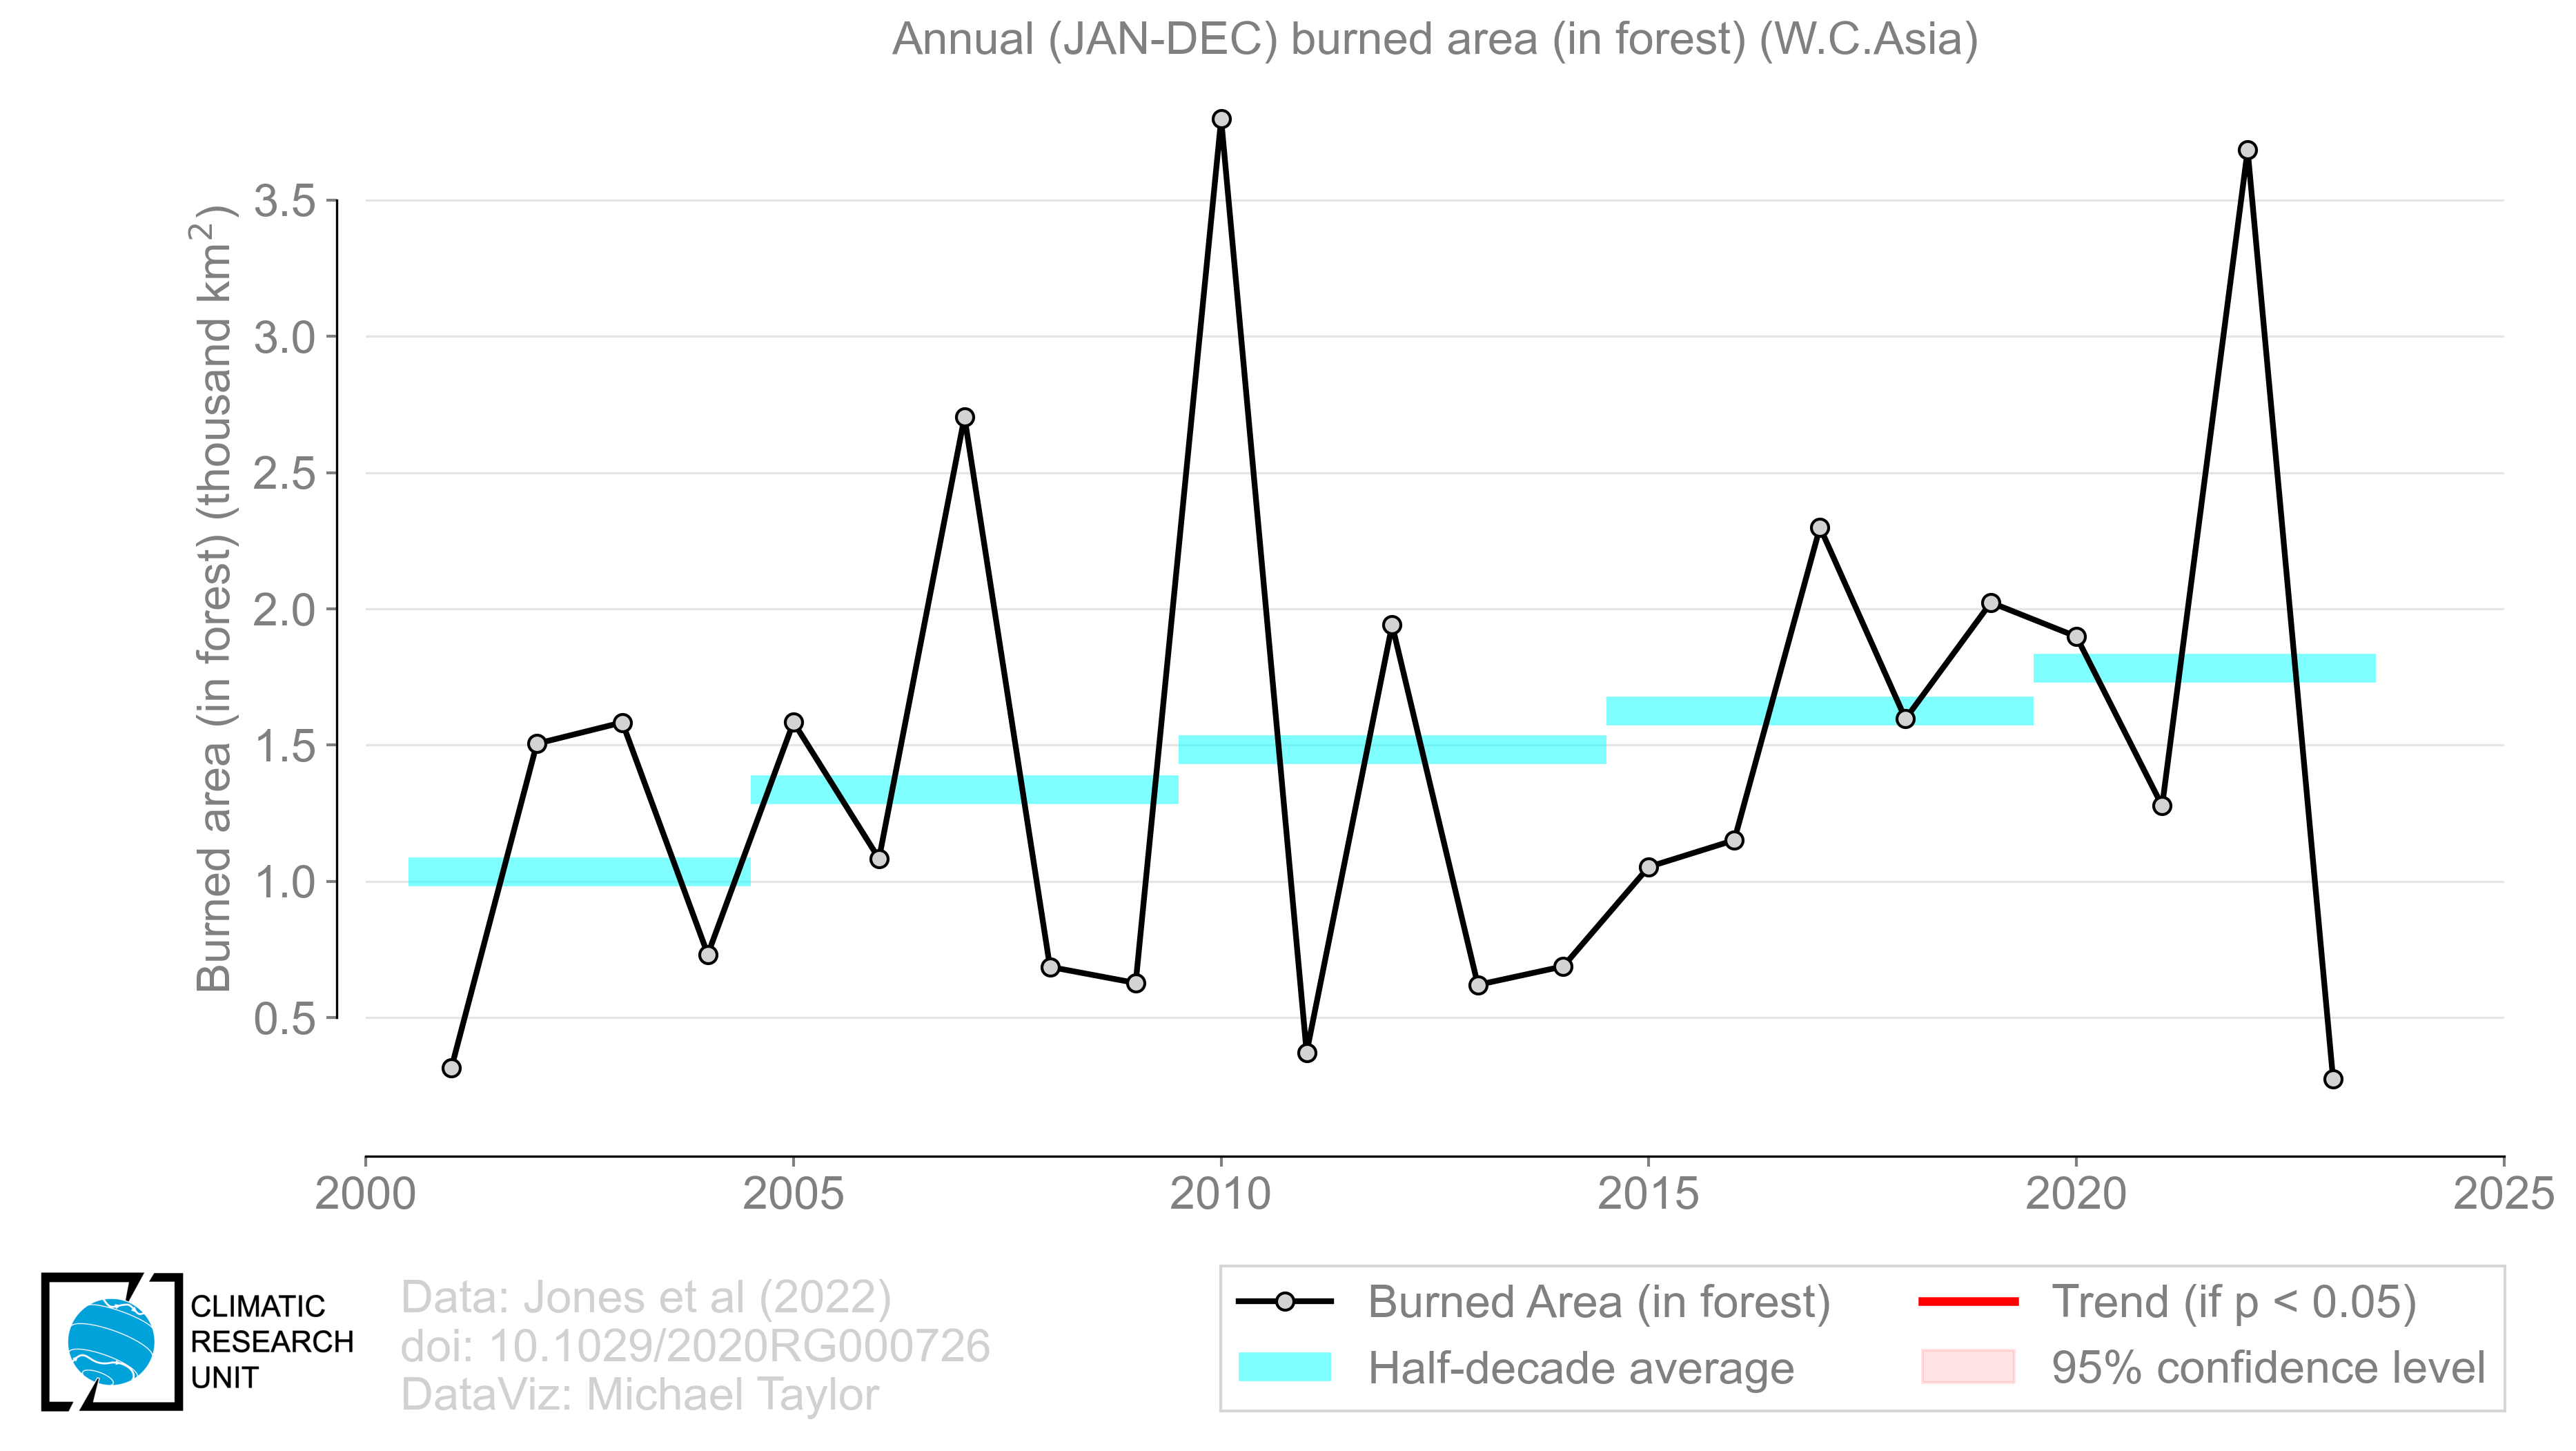 Annual (JAN-DEC) burned area (in forest) (W.C.Asia)
Burned area (in forest) (thousand km²)
3.5
3.0
2.5
2.0
1.5
1.0
0.5
2000 2005 2010 2015 2020 2025
CLIMATIC
RESEARCH
UNIT
Data: Jones et al (2022)
doi: 10.1029/2020RG000726
DataViz: Michael Taylor
Burned Area (in forest)
Half-decade average
Trend (if p < 0.05)
95% confidence level